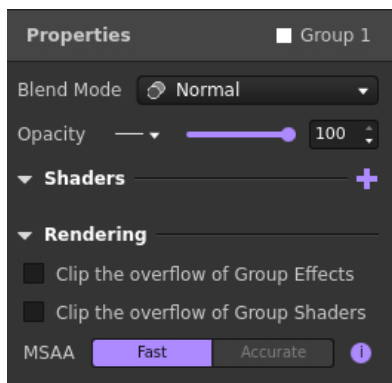 Properties Group 1
Blend Mode Normal
Opacity 100
Shaders
Rendering
Clip the overflow of Group Effects
Clip the overflow of Group Shaders
MSAA Fast Accurate i